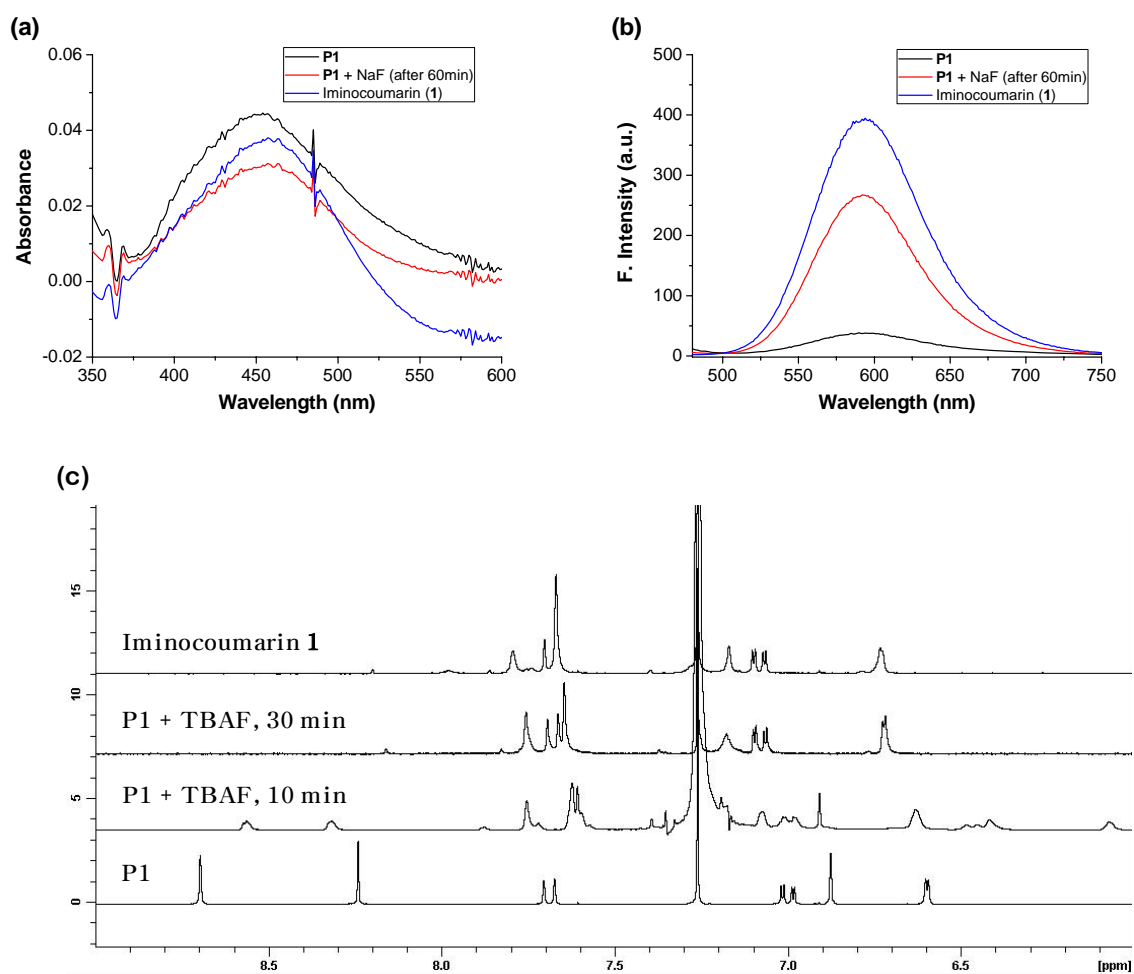 (a)
0.06
0.04
0.02
0.00
-0.02
Absorbance
P1
P1 + NaF (after 60min)
Iminocoumarin (1)
350 400 450 500 550 600
Wavelength (nm)
(b)
500
400
300
200
100
0
F. Intensity (a.u.)
P1
P1 + NaF (after 60min)
Iminocoumarin (1)
500 550 600 650 700 750
Wavelength (nm)
(c)
15
10
5
0
Iminocoumarin 1
P1 + TBAF, 30 min
P1 + TBAF, 10 min
P1
8.5 8.0 7.5 7.0 6.5 [ppm]